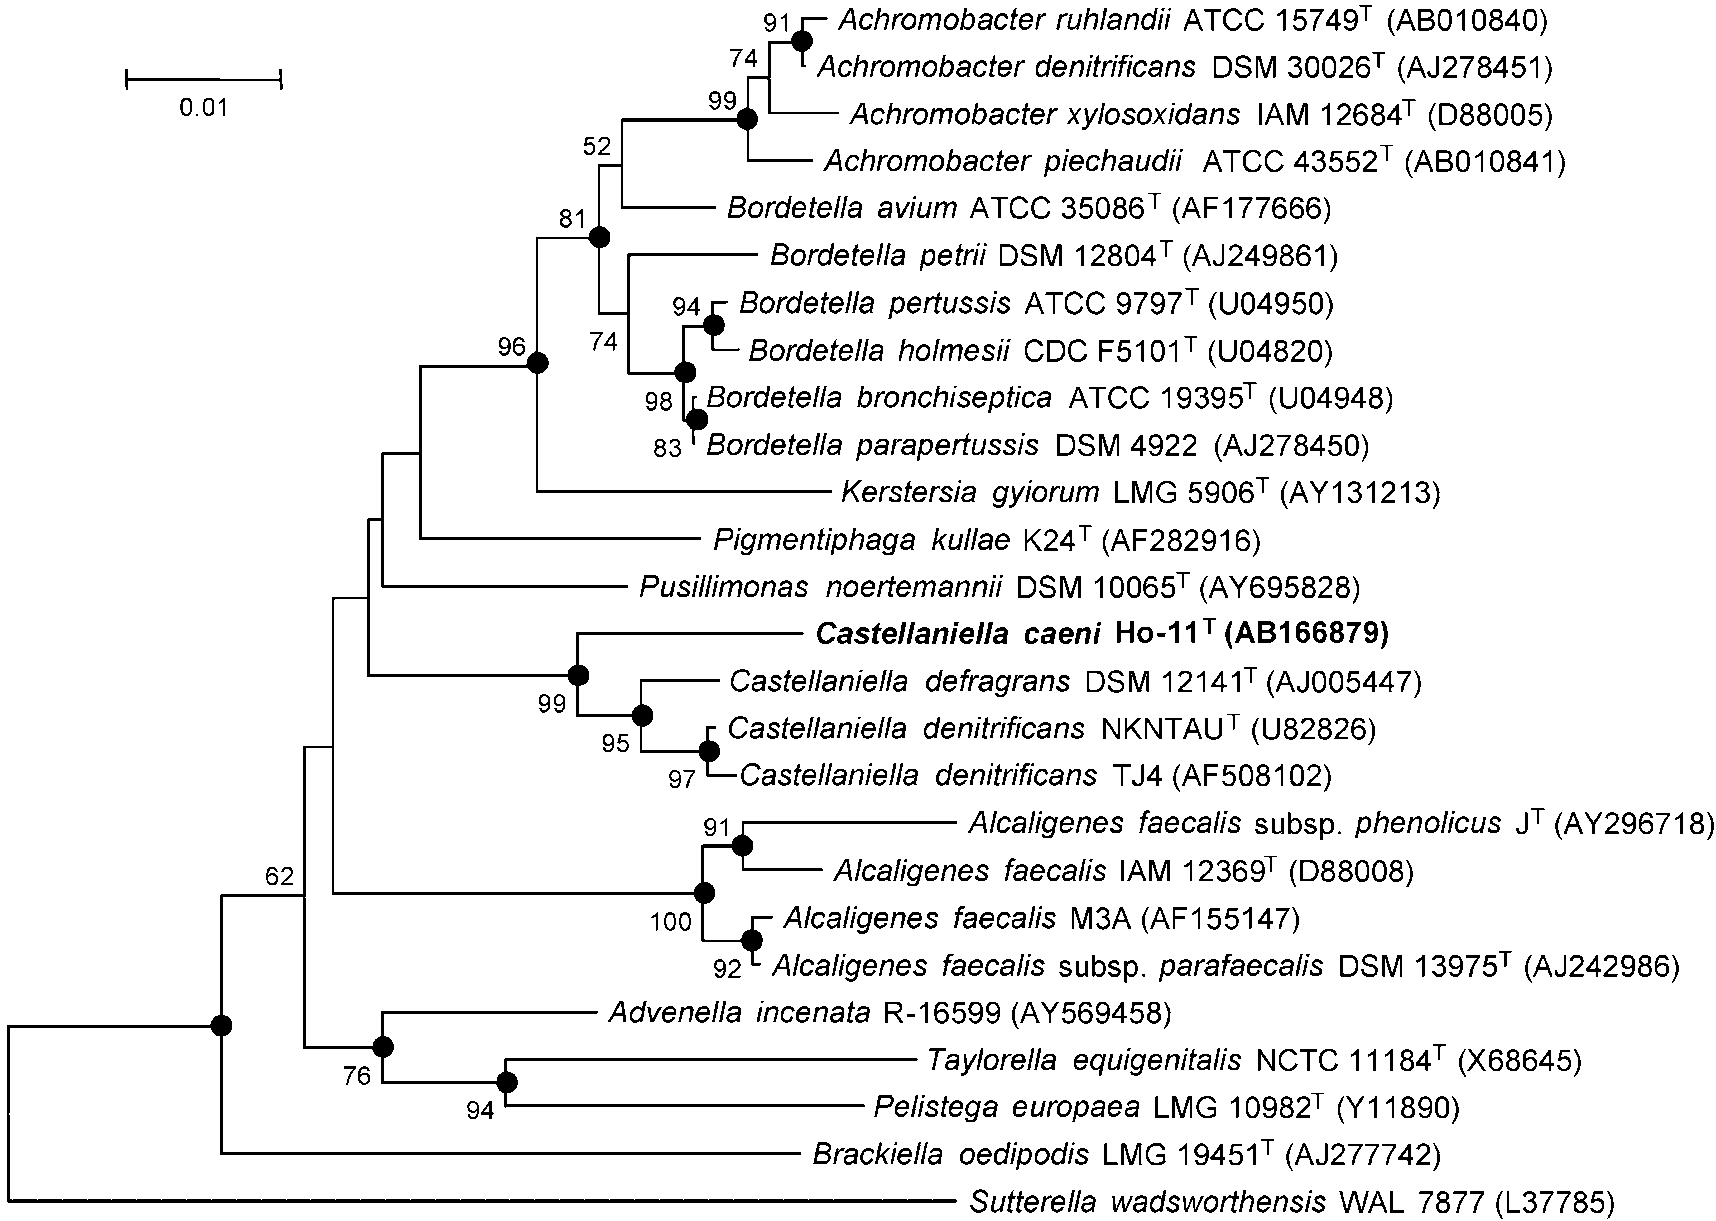 91
Achromobacter ruhlandii ATCC 15749ᵀ (AB010840)
74
Achromobacter denitrificans DSM 30026ᵀ (AJ278451)
0.01
99
Achromobacter xylosoxidans IAM 12684ᵀ (D88005)
52
Achromobacter piechaudii ATCC 43552ᵀ (AB010841)
81
Bordetella avium ATCC 35086ᵀ (AF177666)
Bordetella petrii DSM 12804ᵀ (AJ249861)
94
Bordetella pertussis ATCC 9797ᵀ (U04950)
96
74
Bordetella holmesii CDC F5101ᵀ (U04820)
98
Bordetella bronchiseptica ATCC 19395ᵀ (U04948)
83
Bordetella parapertussis DSM 4922 (AJ278450)
Kerstersia gyiorum LMG 5906ᵀ (AY131213)
Pigmentiphaga kullae K24ᵀ (AF282916)
Pusillimonas noertemannii DSM 10065ᵀ (AY695828)
Castellaniella caeni Ho-11ᵀ (AB166879)
99
Castellaniella defragrans DSM 12141ᵀ (AJ005447)
95
Castellaniella denitrificans NKNTAUᵀ (U82826)
97
Castellaniella denitrificans TJ4 (AF508102)
91
Alcaligenes faecalis subsp. phenolicus Jᵀ (AY296718)
62
Alcaligenes faecalis IAM 12369ᵀ (D88008)
100
Alcaligenes faecalis M3A (AF155147)
92
Alcaligenes faecalis subsp. parafaecalis DSM 13975ᵀ (AJ242986)
Advenella incenata R-16599 (AY569458)
76
Taylorella equigenitalis NCTC 11184ᵀ (X68645)
94
Pelistega europaea LMG 10982ᵀ (Y11890)
Brackiella oedipodis LMG 19451ᵀ (AJ277742)
Sutterella wadsworthensis WAL 7877 (L37785)